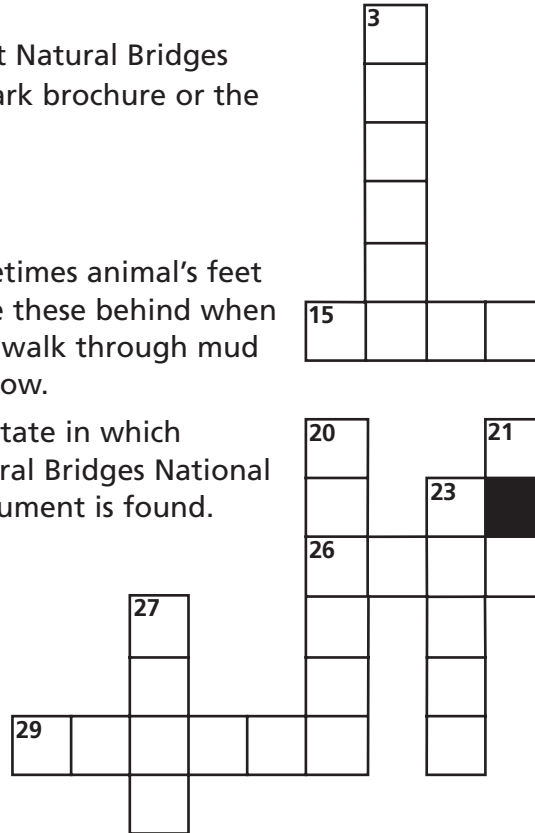 3
t Natural Bridges
ark brochure or the
etimes animal's feet
e these behind when
walk through mud
ow.
15
tate in which
ral Bridges National
ument is found.
20
21
23
26
27
29